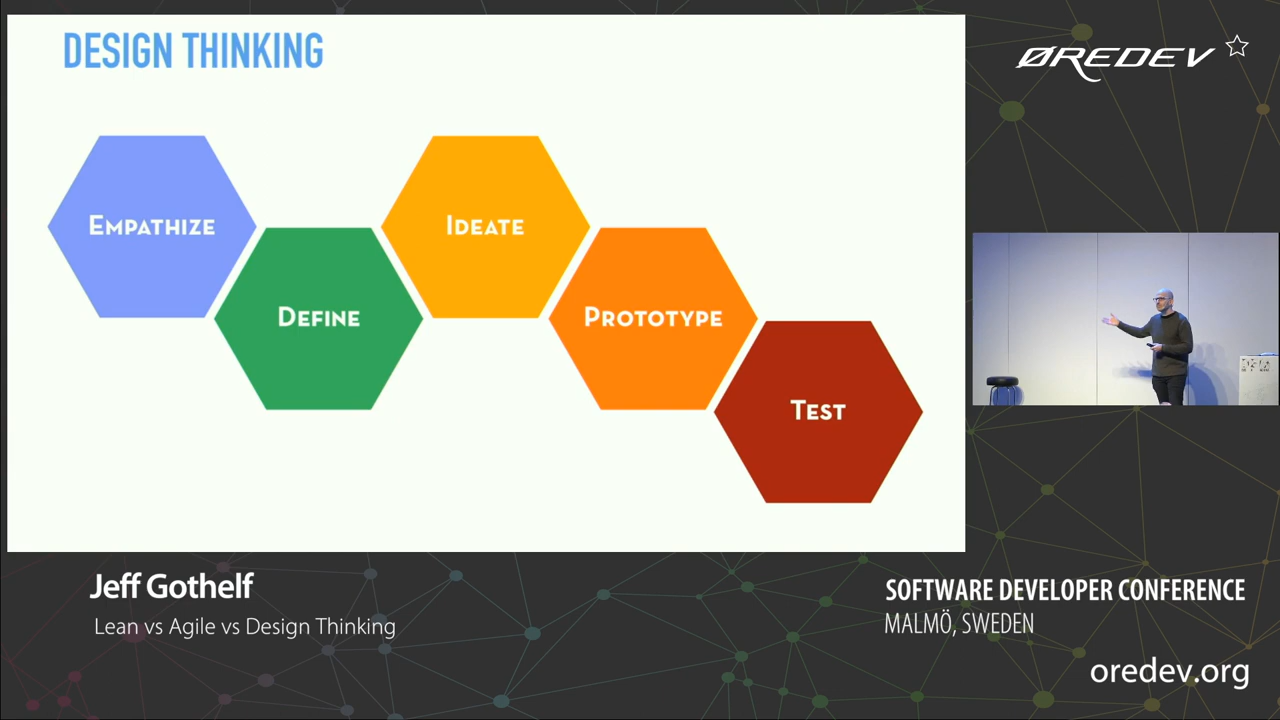 DESIGN THINKING
EMPATHIZE
DEFINE
IDEATE
PROTOTYPE
TEST
ØREDEV
Jeff Gothelf
Lean vs Agile vs Design Thinking
SOFTWARE DEVELOPER CONFERENCE
MALMÖ, SWEDEN
oredev.org